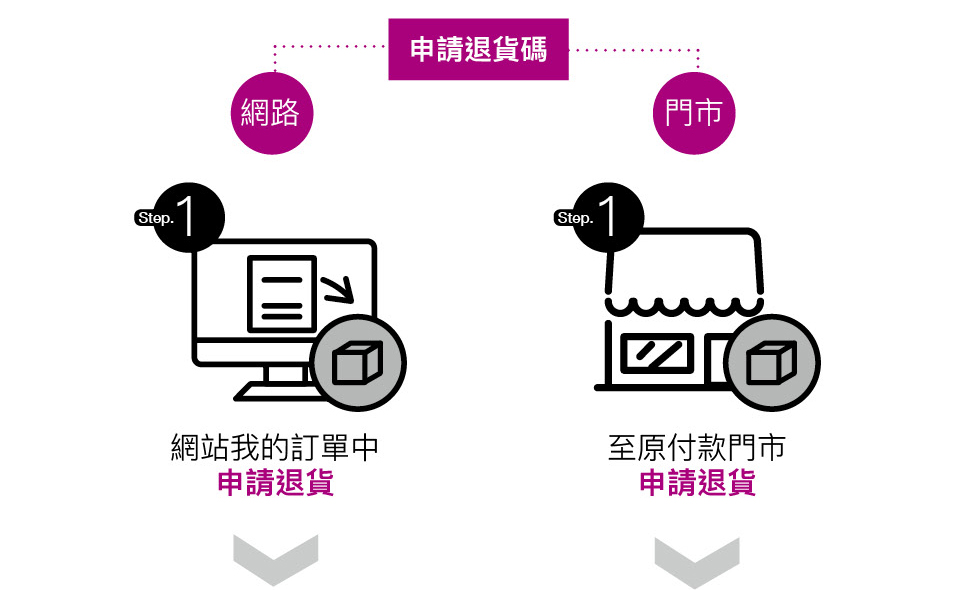 申請退貨碼
網路
門市
Step. 1
Step. 1
網站我的訂單中
申請退貨
至原付款門市
申請退貨